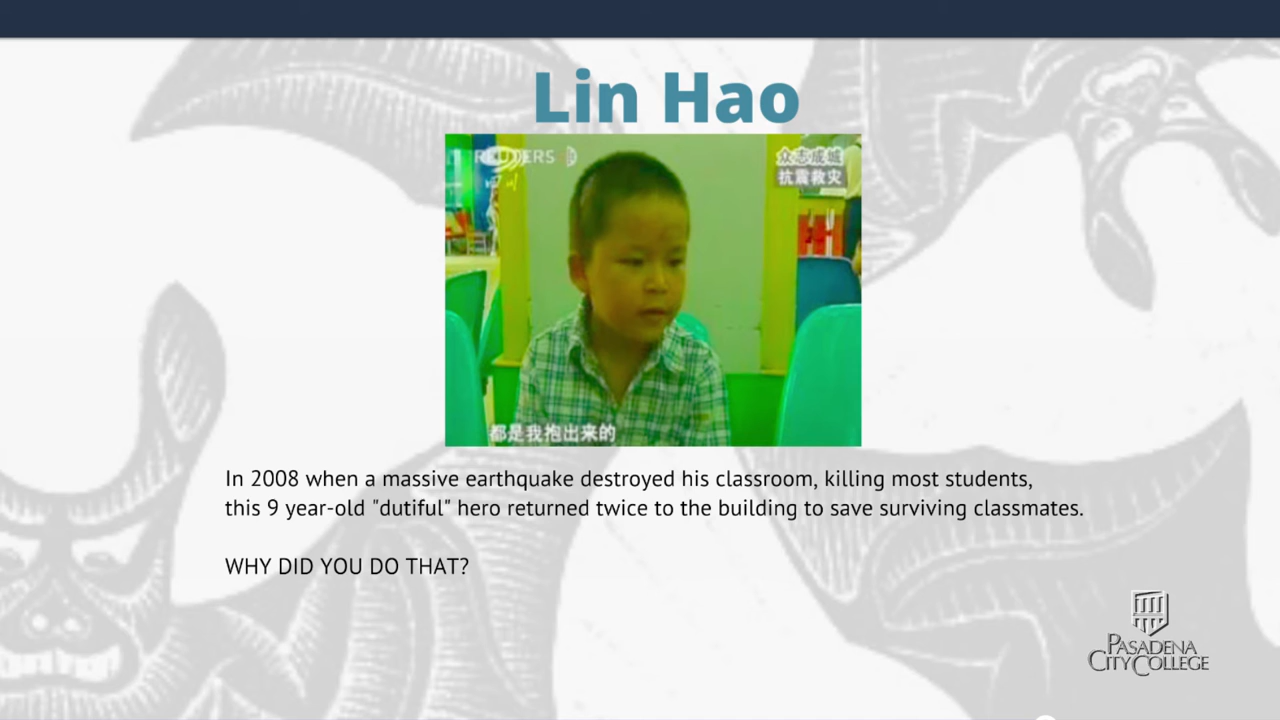 Lin Hao
REUTERS
众志成城
抗震救灾
四川
都是我抱出来的
In 2008 when a massive earthquake destroyed his classroom, killing most students,
this 9 year-old "dutiful" hero returned twice to the building to save surviving classmates.
WHY DID YOU DO THAT?
PASADENA
CITY COLLEGE